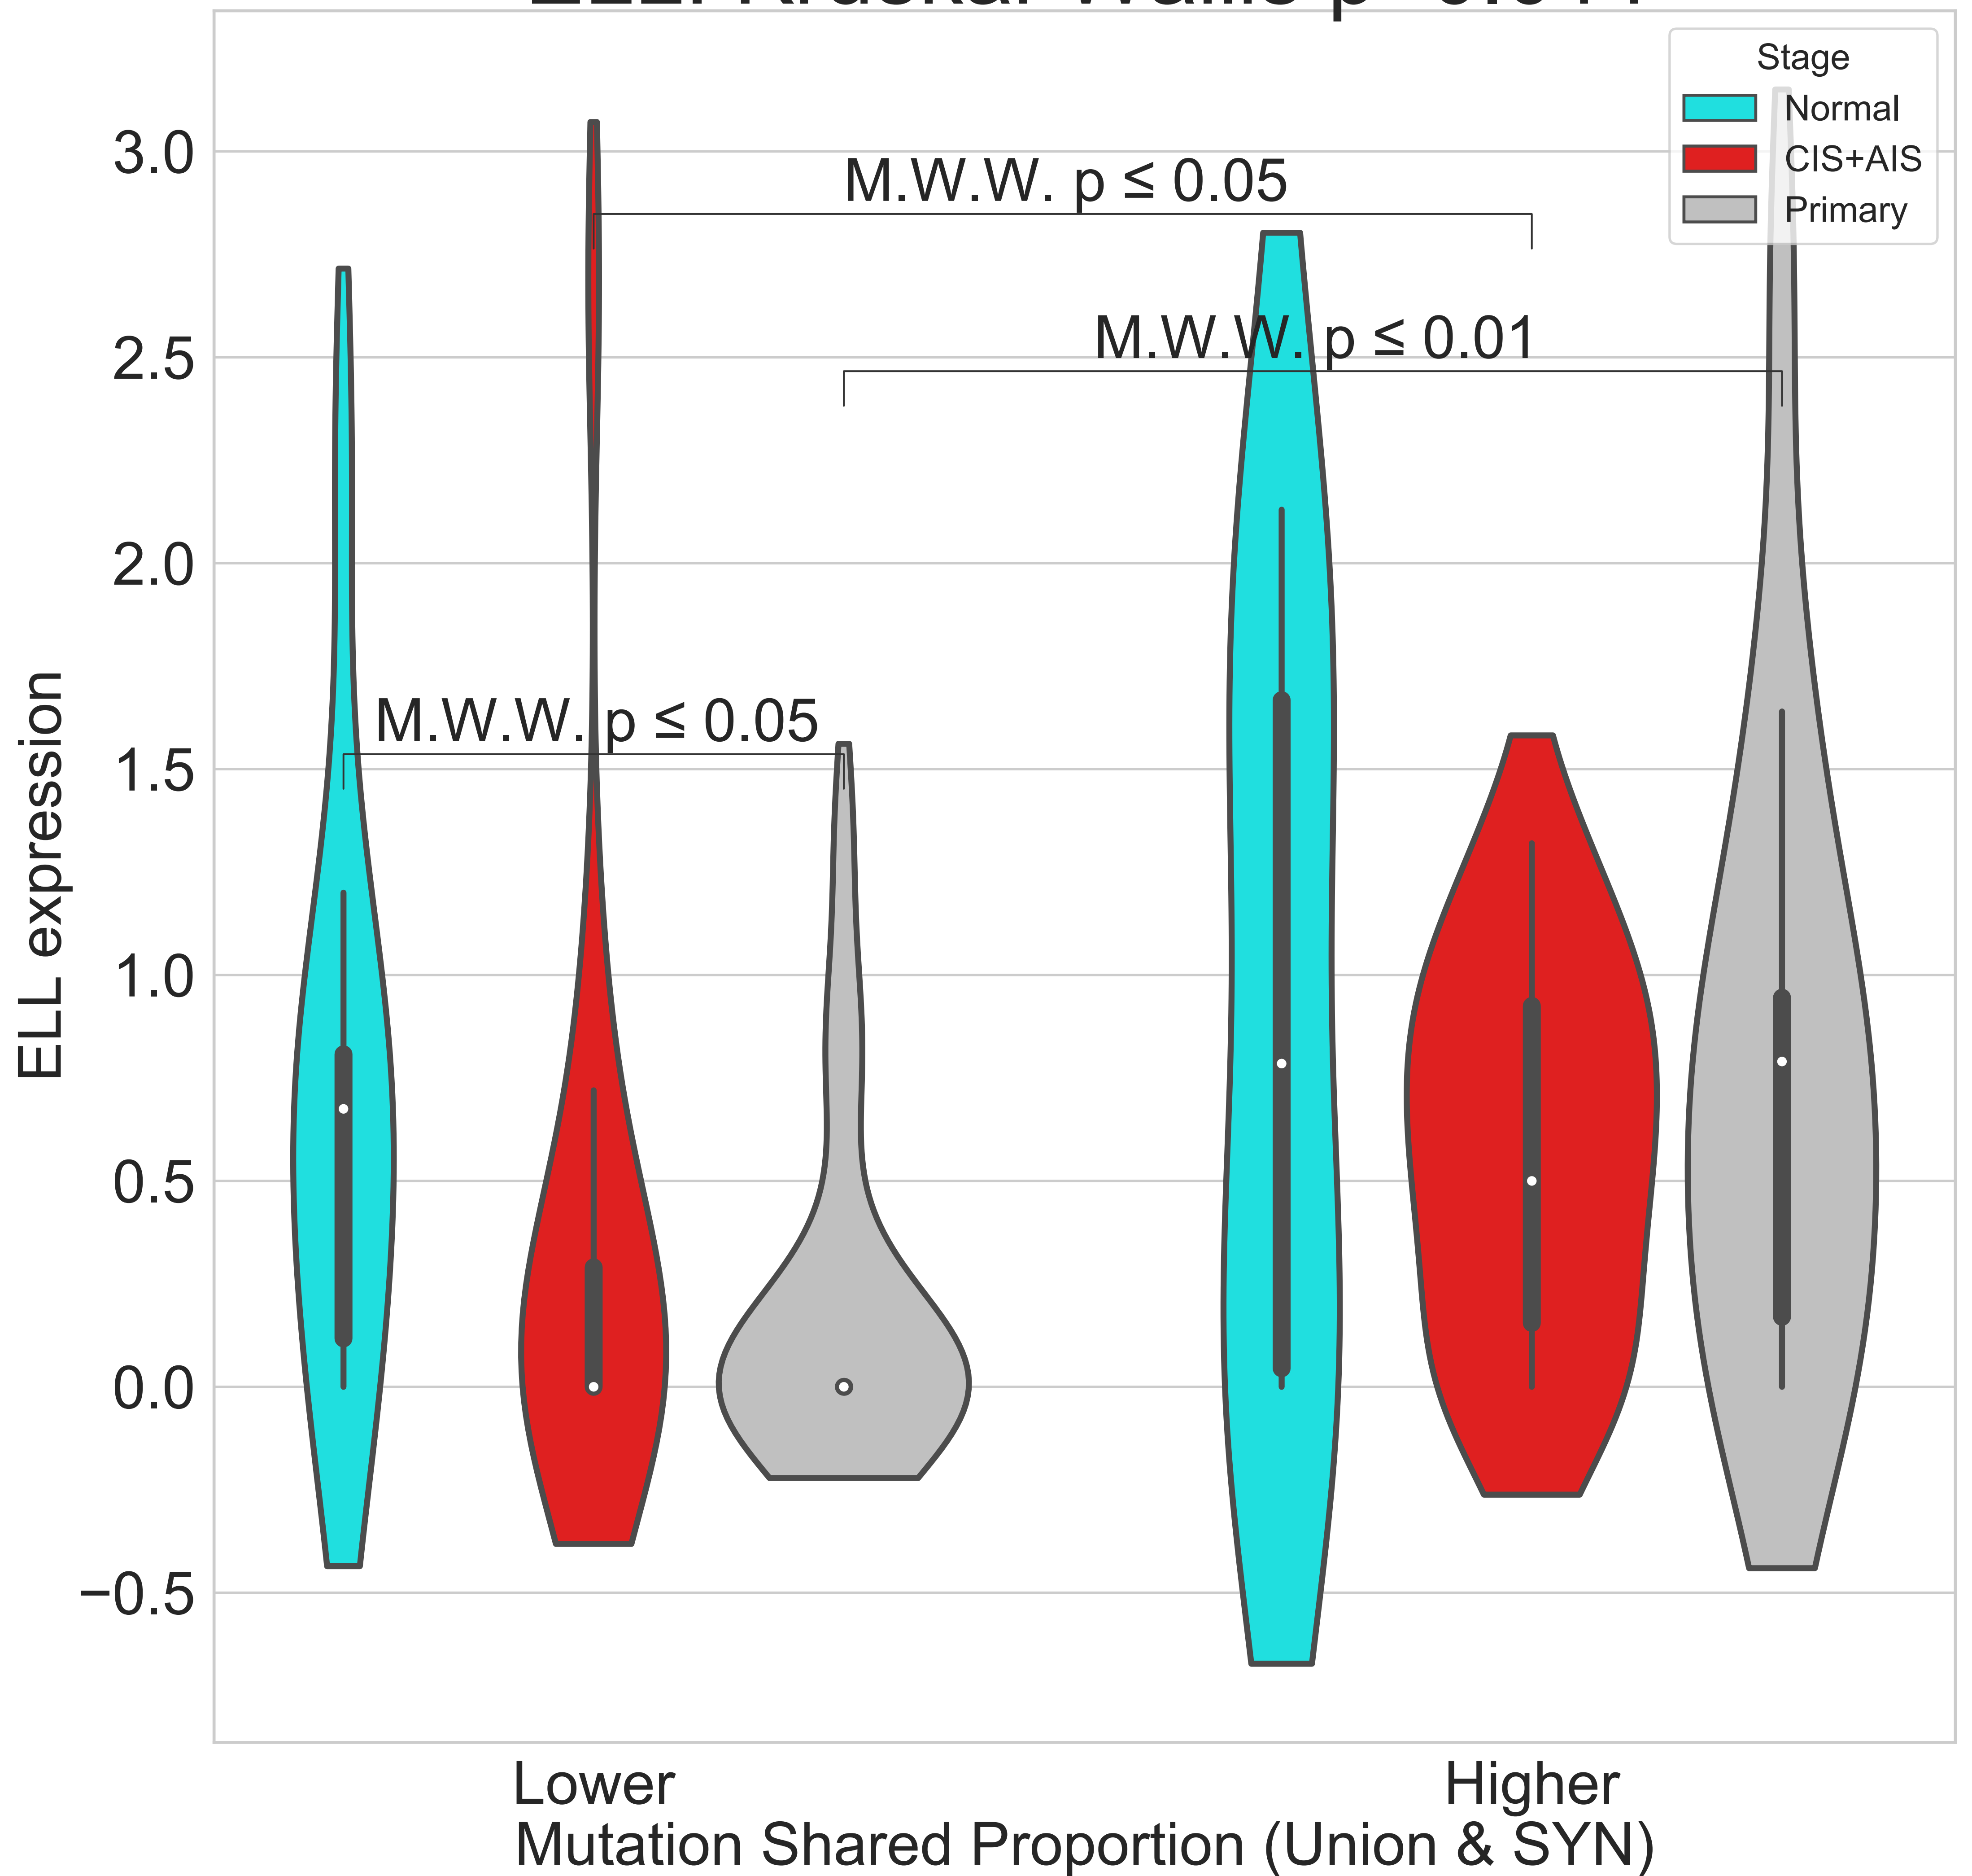 Stage
Normal
CIS+AIS
Primary
3.0
2.5
2.0
1.5
1.0
0.5
0.0
−0.5
ELL expression
M.W.W. p ≤ 0.05
M.W.W. p ≤ 0.01
M.W.W. p ≤ 0.05
Lower
Higher
Mutation Shared Proportion (Union & SYN)